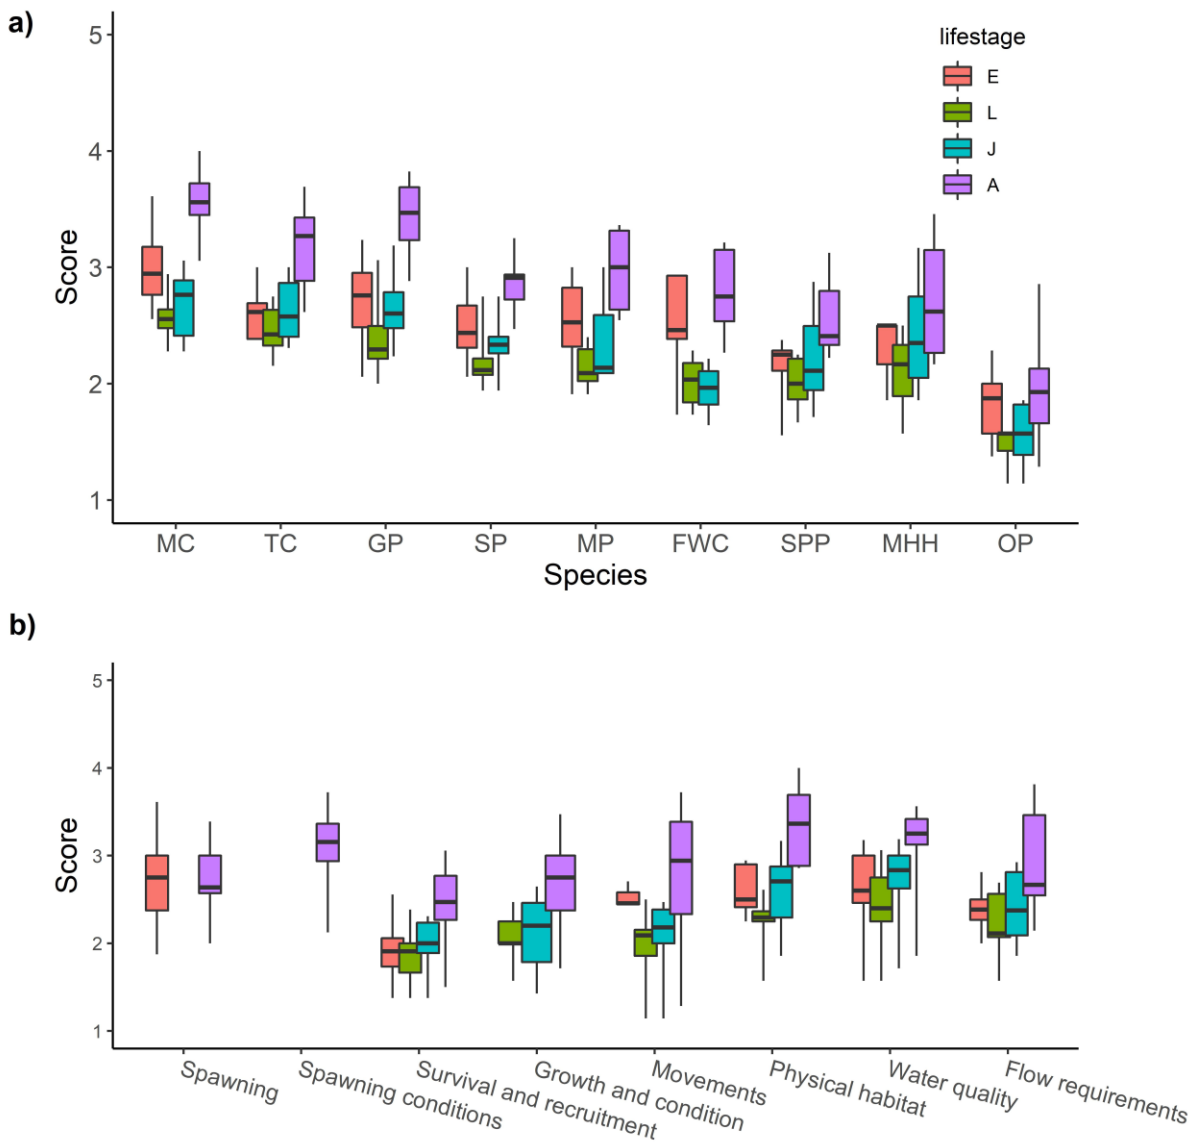 a)
lifestage
E
L
J
A
5
4
3
2
1
Score
MC TC GP SP MP FWC SPP MHH OP
Species
b)
5
4
3
2
1
Score
Spawning
Spawning conditions
Survival and recruitment
Growth and condition
Movements
Physical habitat
Water quality
Flow requirements